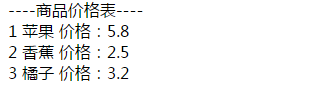 ----商品价格表----
1 苹果 价格：5.8
2 香蕉 价格：2.5
3 橘子 价格：3.2